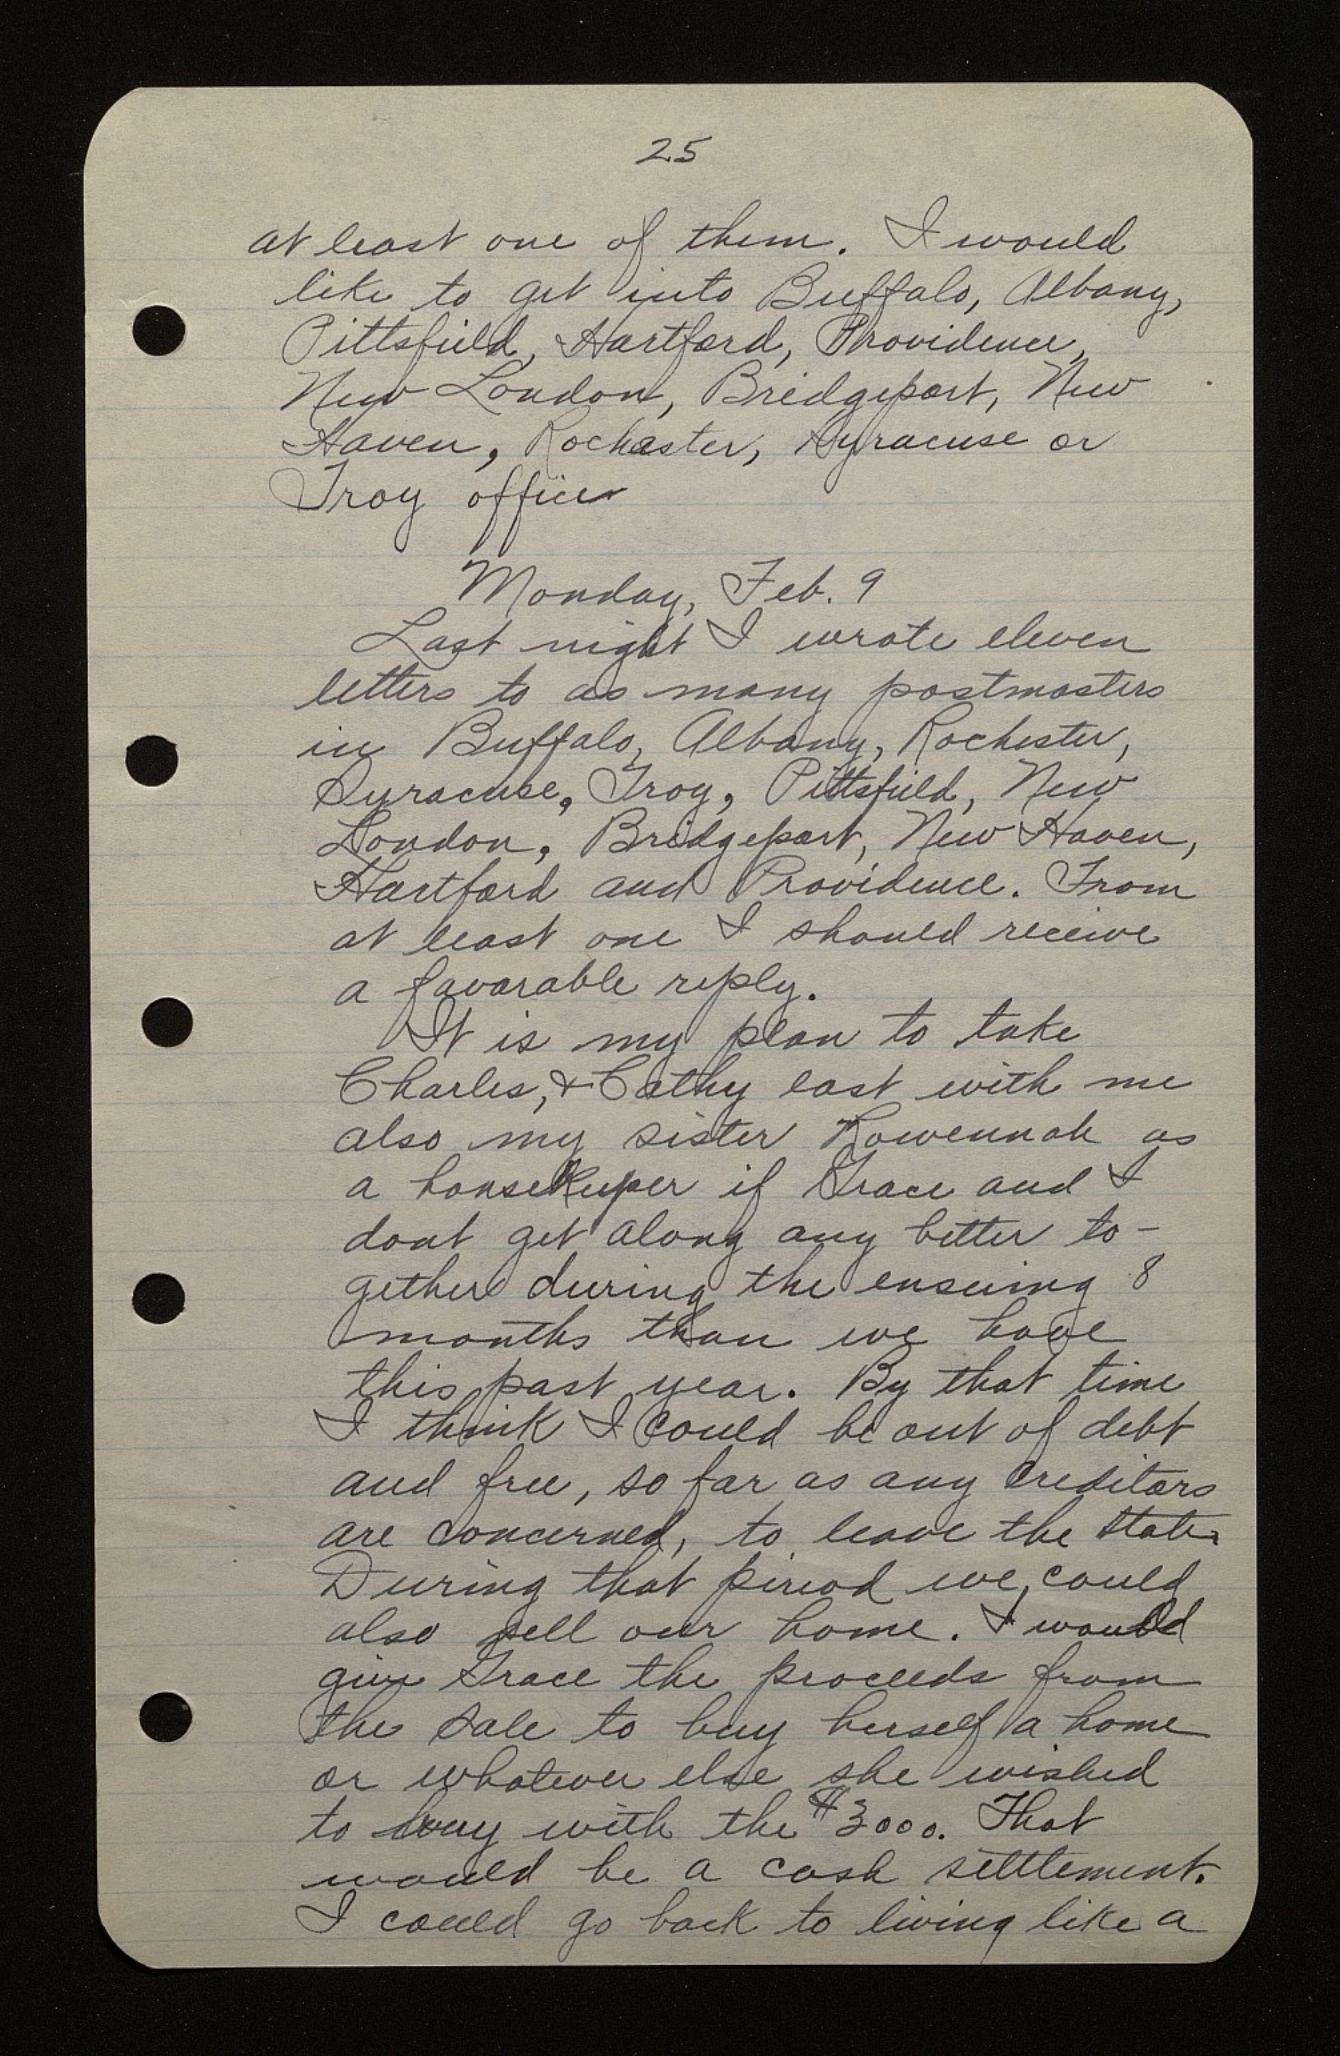 25
at least one of them. I would
like to get into Buffalo, Albany,
Pittsfield, Hartford, Providence,
New London, Bridgeport, New
Haven, Rochester, Syracuse or
Troy offices
Monday, Feb. 9
Last night I wrote eleven
letters to as many postmasters
in Buffalo, Albany, Rochester,
Syracuse, Troy, Pittsfield, New
London, Bridgeport, New Haven,
Hartford and Providence. From
at least one I should receive
a favorable reply.
It is my plan to take
Charles, & Cathy east with me
also my sister Rowennah as
a housekeeper if Grace and I
dont get along any better to-
gether during the ensuing 8
months than we have
this past year. By that time
I think I could be out of debt
and free, so far as any creditors
are concerned, to leave the state.
During that period we could
also sell our home. I would
give Grace the proceeds from
the sale to buy herself a home
or whatever else she wished
to buy with the $3000. That
would be a cash settlement.
I could go back to living like a